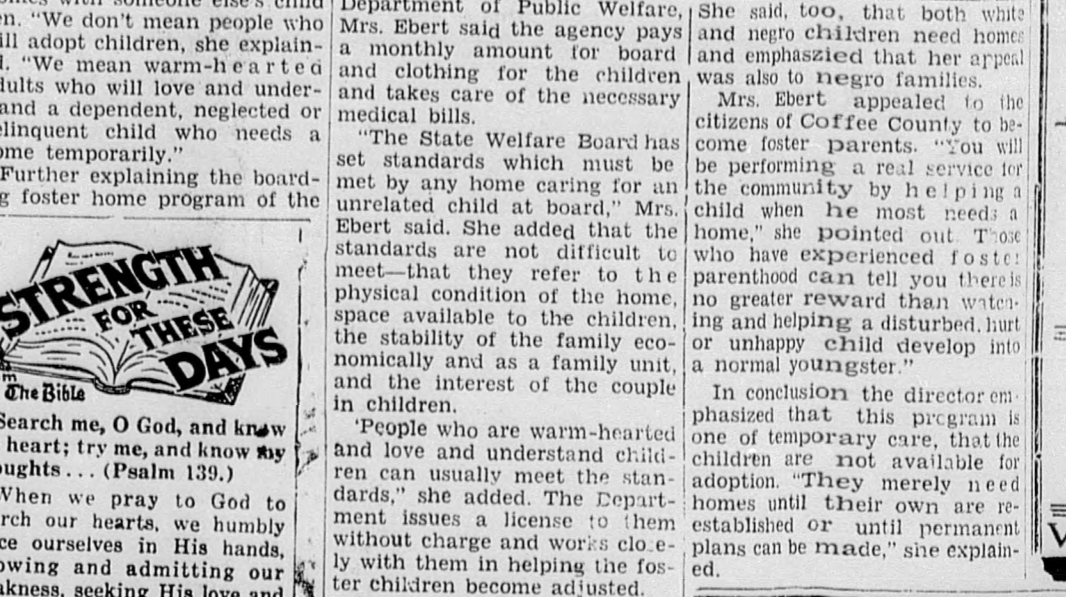 "We don't mean people who
adopt children, she explain-
"We mean warm-hearted
who will love and under-
and a dependent, neglected or
child who needs a
temporarily."
Further explaining the board-
foster home program of the
STRENGTH
FOR
THESE
DAYS
The Bible
Search me, O God, and know
heart; try me, and know my
. . . (Psalm 139.)
When we pray to God to
our hearts, we humbly
ourselves in His hands,
and admitting our
seeking His love and
Department of Public Welfare,
Mrs. Ebert said the agency pays
a monthly amount for board
and clothing for the children
and takes care of the necessary
medical bills.
"The State Welfare Board has
set standards which must be
met by any home caring for an
unrelated child at board," Mrs.
Ebert said. She added that the
standards are not difficult to
meet—that they refer to the
physical condition of the home,
space available to the children,
the stability of the family eco-
nomically and as a family unit,
and the interest of the couple
in children.
'People who are warm-hearted
and love and understand child-
ren can usually meet the stan-
dards," she added. The Depart-
ment issues a license to them
without charge and works close-
ly with them in helping the fos-
ter children become adjusted.
She said, too, that both white
and negro children need homes
and emphaszied that her appeal
was also to negro families.
Mrs. Ebert appealed to the
citizens of Coffee County to be-
come foster parents. "You will
be performing a real service for
the community by helping a
child when he most needs a
home," she pointed out. Those
who have experienced foster
parenthood can tell you there is
no greater reward than watch-
ing and helping a disturbed, hurt
or unhappy child develop into
a normal youngster."
In conclusion the director em-
phasized that this program is
one of temporary care, that the
children are not available for
adoption. "They merely need
homes until their own are re-
established or until permanent
plans can be made," she explain-
ed.